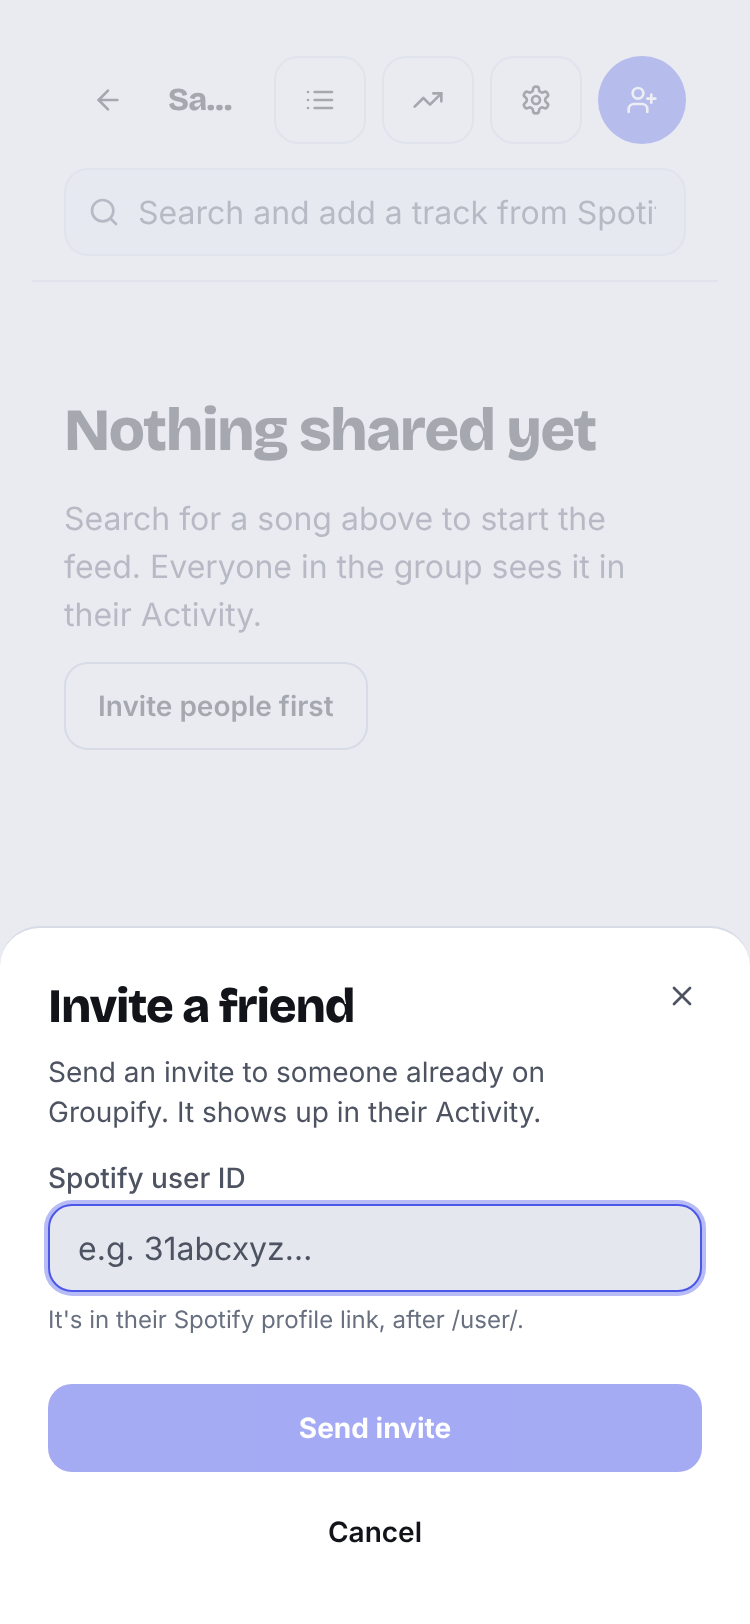 Sa...
Search and add a track from Spoti
Nothing shared yet
Search for a song above to start the
feed. Everyone in the group sees it in
their Activity.
Invite people first
Invite a friend
Send an invite to someone already on
Groupify. It shows up in their Activity.
Spotify user ID
e.g. 31abcxyz...
It's in their Spotify profile link, after /user/.
Send invite
Cancel